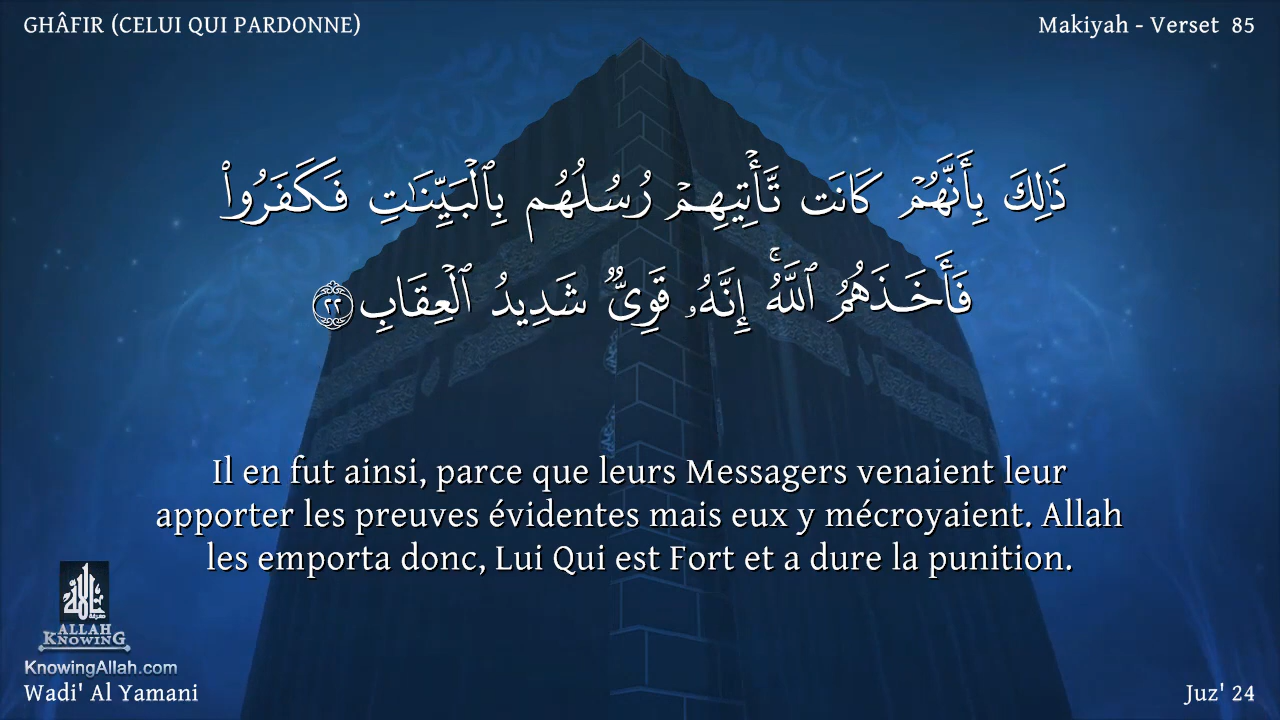 GHÂFIR (CELUI QUI PARDONNE)
Makiyah - Verset 85
ذَٰلِكَ بِأَنَّهُمْ كَانَت تَّأْتِيهِمْ رُسُلُهُم بِٱلْبَيِّنَـٰتِ فَكَفَرُوا۟
فَأَخَذَهُمُ ٱللَّهُ ۚ إِنَّهُۥ قَوِىٌّ شَدِيدُ ٱلْعِقَابِ ٢٢
Il en fut ainsi, parce que leurs Messagers venaient leur
apporter les preuves évidentes mais eux y mécroyaient. Allah
les emporta donc, Lui Qui est Fort et a dure la punition.
معرفة الله
ALLAH
KNOWING
KnowingAllah.com
Wadi' Al Yamani
Juz' 24